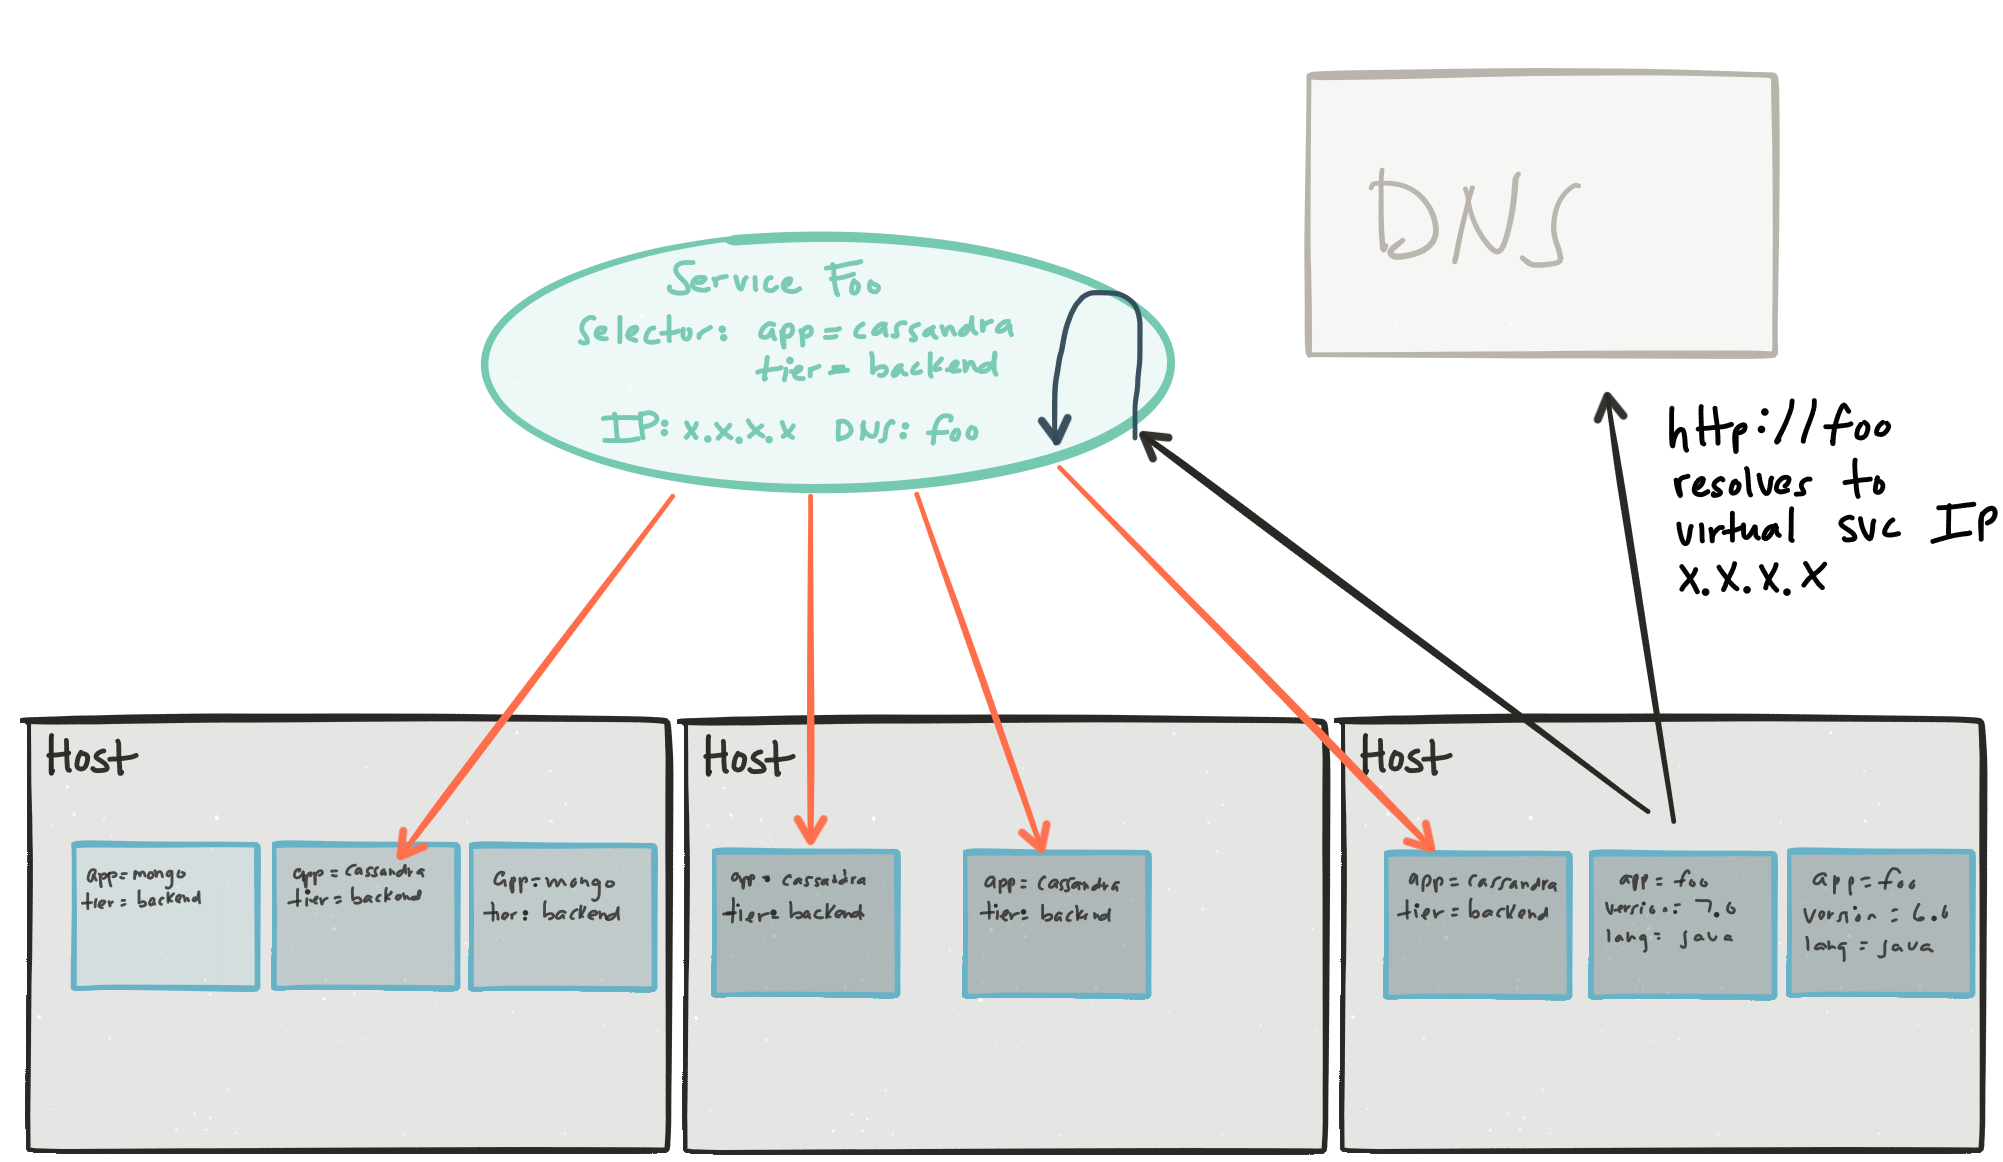 DNS
Service Foo
Selector: app = cassandra
tier = backend
IP: x.x.x.x DNS: foo
http://foo
resolves to
virtual svc IP
x.x.x.x
Host
app=mongo
tier = backend
app = cassandra
tier = backend
app=mongo
tier: backend
Host
app = cassandra
tier= backend
app = cassandra
tier= backend
Host
app = cassandra
tier = backend
app = foo
version= 7.0
lang= java
app=foo
version = 6.0
lang = java